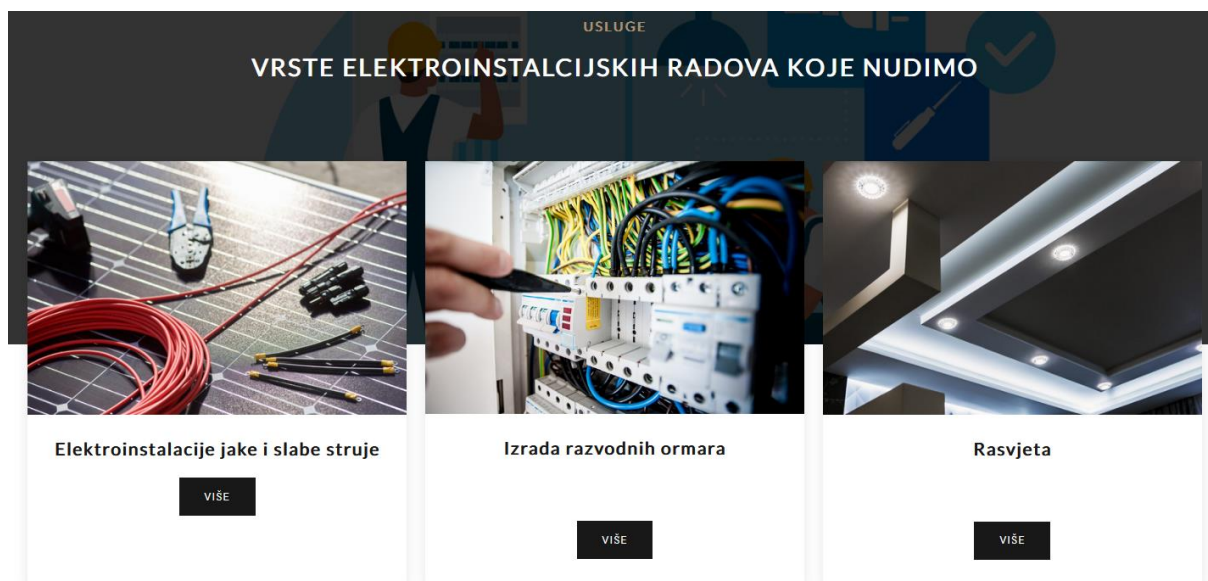 USLUGE
VRSTE ELEKTROINSTALCIJSKIH RADOVA KOJE NUDIMO
Elektroinstalacije jake i slabe struje
VIŠE
Izrada razvodnih ormara
VIŠE
Rasvjeta
VIŠE